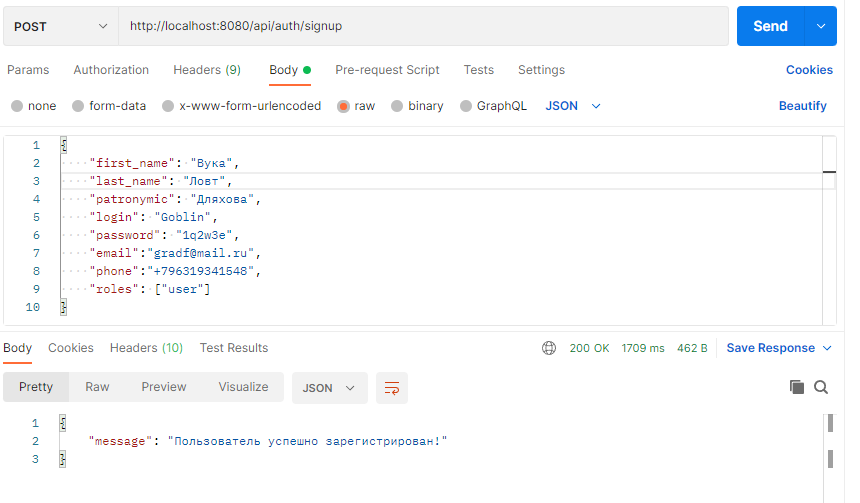 POST http://localhost:8080/api/auth/signup Send
Params Authorization Headers (9) Body Pre-request Script Tests Settings Cookies
none form-data x-www-form-urlencoded raw binary GraphQL JSON Beautify
1 {
2 "first_name": "Вука",
3 "last_name": "Ловт",
4 "patronymic": "Дляхова",
5 "login": "Goblin",
6 "password": "1q2w3e",
7 "email":"gradf@mail.ru",
8 "phone":"+796319341548",
9 "roles": ["user"]
10 }
Body Cookies Headers (10) Test Results 200 OK 1709 ms 462 B Save Response
Pretty Raw Preview Visualize JSON
1 {
2 "message": "Пользователь успешно зарегистрирован!"
3 }